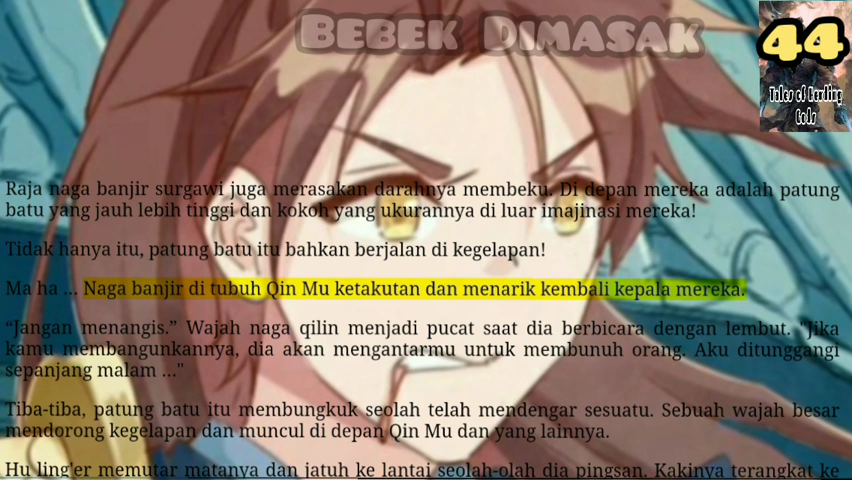 BEBEK DIMASAK
44
Tales of Herding
Gods
Raja naga banjir surgawi juga merasakan darahnya membeku. Di depan mereka adalah patung
batu yang jauh lebih tinggi dan kokoh yang ukurannya di luar imajinasi mereka!
Tidak hanya itu, patung batu itu bahkan berjalan di kegelapan!
Ma ha ... Naga banjir di tubuh Qin Mu ketakutan dan menarik kembali kepala mereka.
“Jangan menangis.” Wajah naga qilin menjadi pucat saat dia berbicara dengan lembut. "Jika
kamu membangunkannya, dia akan mengantarmu untuk membunuh orang. Aku ditunggangi
sepanjang malam ..."
Tiba-tiba, patung batu itu membungkuk seolah telah mendengar sesuatu. Sebuah wajah besar
mendorong kegelapan dan muncul di depan Qin Mu dan yang lainnya.
Hu ling'er memutar matanya dan jatuh ke lantai seolah-olah dia pingsan. Kakinya terangkat ke